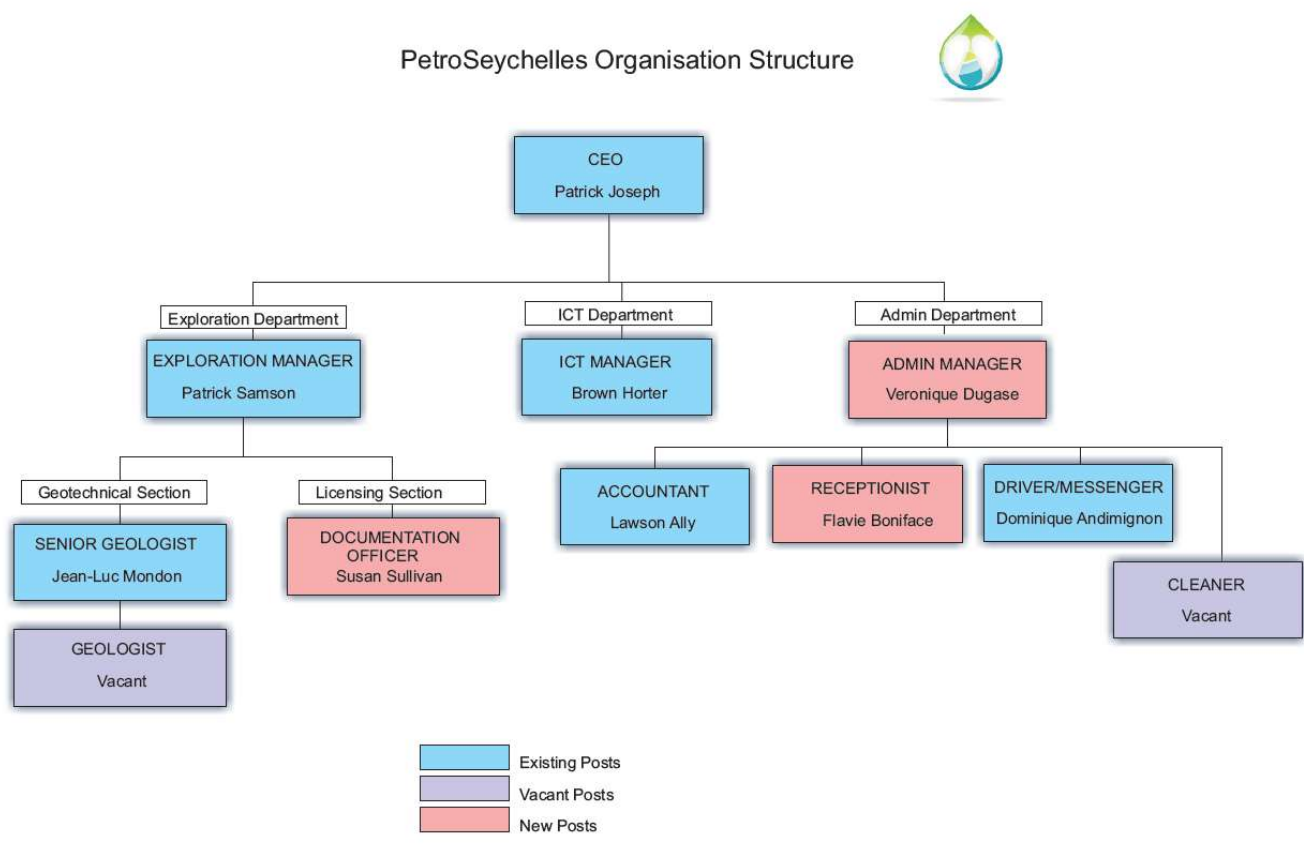 PetroSeychelles Organisation Structure
CEO
Patrick Joseph
Exploration Department
EXPLORATION MANAGER
Patrick Samson
ICT Department
ICT MANAGER
Brown Horter
Admin Department
ADMIN MANAGER
Veronique Dugase
Geotechnical Section
SENIOR GEOLOGIST
Jean-Luc Mondon
GEOLOGIST
Vacant
Licensing Section
DOCUMENTATION
OFFICER
Susan Sullivan
ACCOUNTANT
Lawson Ally
RECEPTIONIST
Flavie Boniface
DRIVER/MESSENGER
Dominique Andimignon
CLEANER
Vacant
Existing Posts
Vacant Posts
New Posts